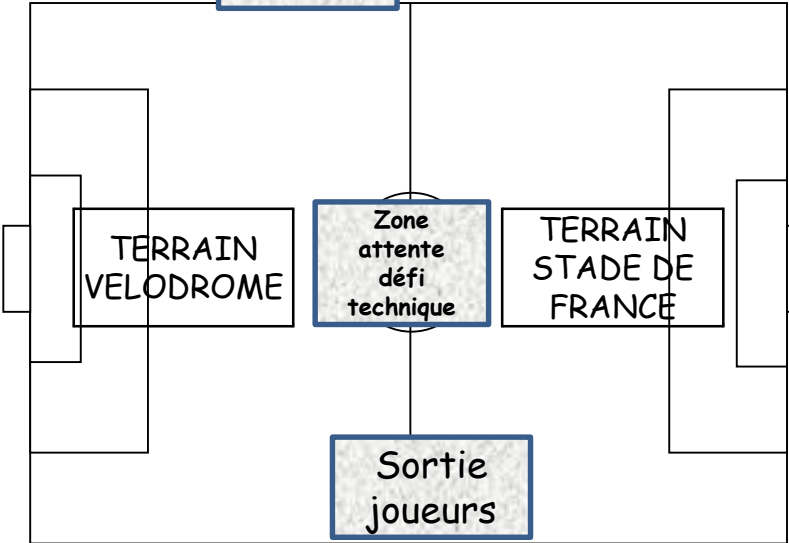 TERRAIN
VELODROME
Zone
attente
défi
technique
TERRAIN
STADE DE
FRANCE
Sortie
joueurs